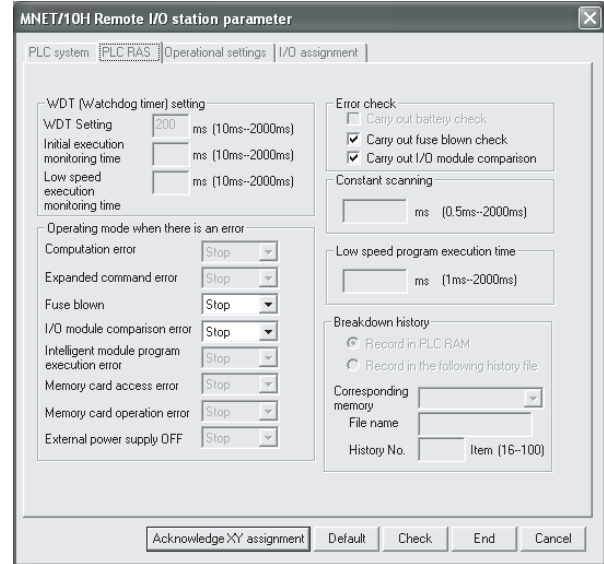 MNET/10H Remote I/O station parameter
PLC system
PLC RAS
Operational settings
I/O assignment
WDT (Watchdog timer) setting
WDT Setting
200
ms (10ms--2000ms)
Initial execution
monitoring time
ms (10ms--2000ms)
Low speed
execution
monitoring time
ms (10ms--2000ms)
Operating mode when there is an error
Computation error
Stop
Expanded command error
Stop
Fuse blown
Stop
I/O module comparison error
Stop
Intelligent module program
execution error
Stop
Memory card access error
Stop
Memory card operation error
Stop
External power supply OFF
Stop
Error check
Carry out battery check
Carry out fuse blown check
Carry out I/O module comparison
Constant scanning
ms (0.5ms--2000ms)
Low speed program execution time
ms (1ms--2000ms)
Breakdown history
Record in PLC RAM
Record in the following history file
Corresponding
memory
File name
History No.
Item (16--100)
Acknowledge XY assignment
Default
Check
End
Cancel